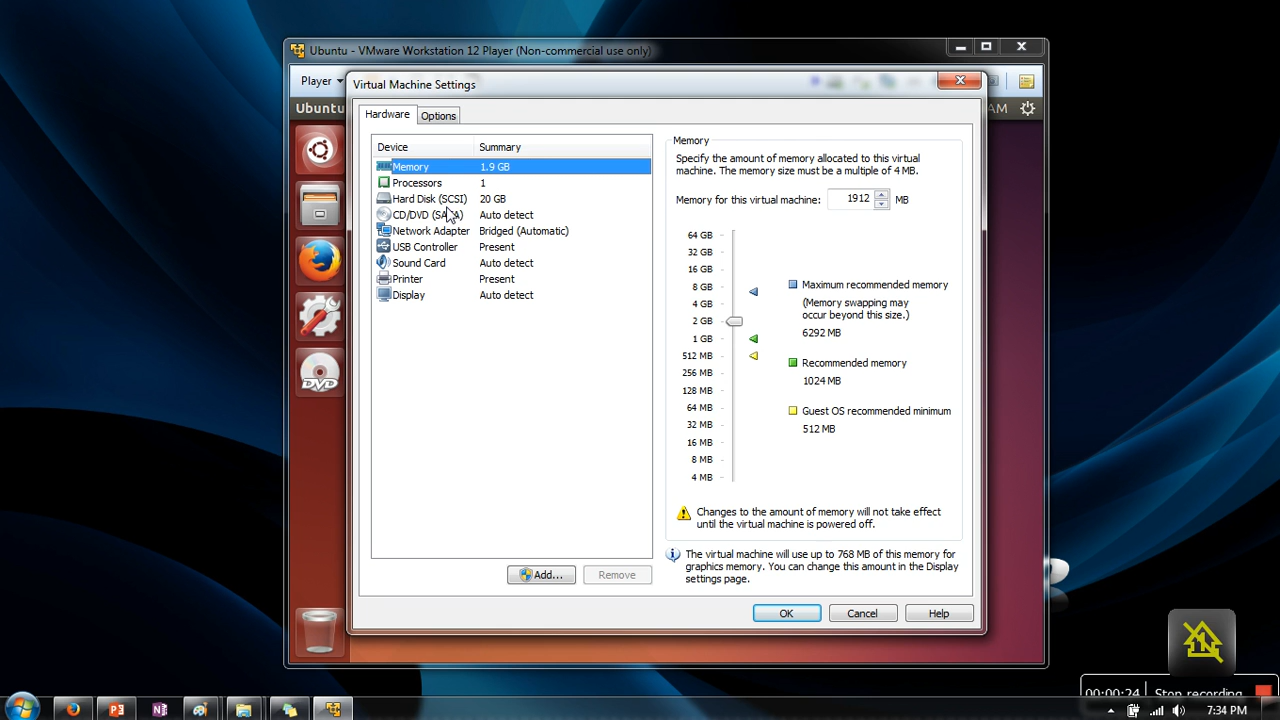 Ubuntu - VMware Workstation 12 Player (Non-commercial use only)
Player
Ubuntu
AM
Virtual Machine Settings
Hardware
Options
Device Summary
Memory 1.9 GB
Processors 1
Hard Disk (SCSI) 20 GB
CD/DVD (SATA) Auto detect
Network Adapter Bridged (Automatic)
USB Controller Present
Sound Card Auto detect
Printer Present
Display Auto detect
Add...
Remove
Memory
Specify the amount of memory allocated to this virtual
machine. The memory size must be a multiple of 4 MB.
Memory for this virtual machine: 1912 MB
64 GB
32 GB
16 GB
8 GB
4 GB
2 GB
1 GB
512 MB
256 MB
128 MB
64 MB
32 MB
16 MB
8 MB
4 MB
Maximum recommended memory
(Memory swapping may
occur beyond this size.)
6292 MB
Recommended memory
1024 MB
Guest OS recommended minimum
512 MB
Changes to the amount of memory will not take effect
until the virtual machine is powered off.
The virtual machine will use up to 768 MB of this memory for
graphics memory. You can change this amount in the Display
settings page.
OK
Cancel
Help
DVD
00:00:24 Stop recording
7:34 PM